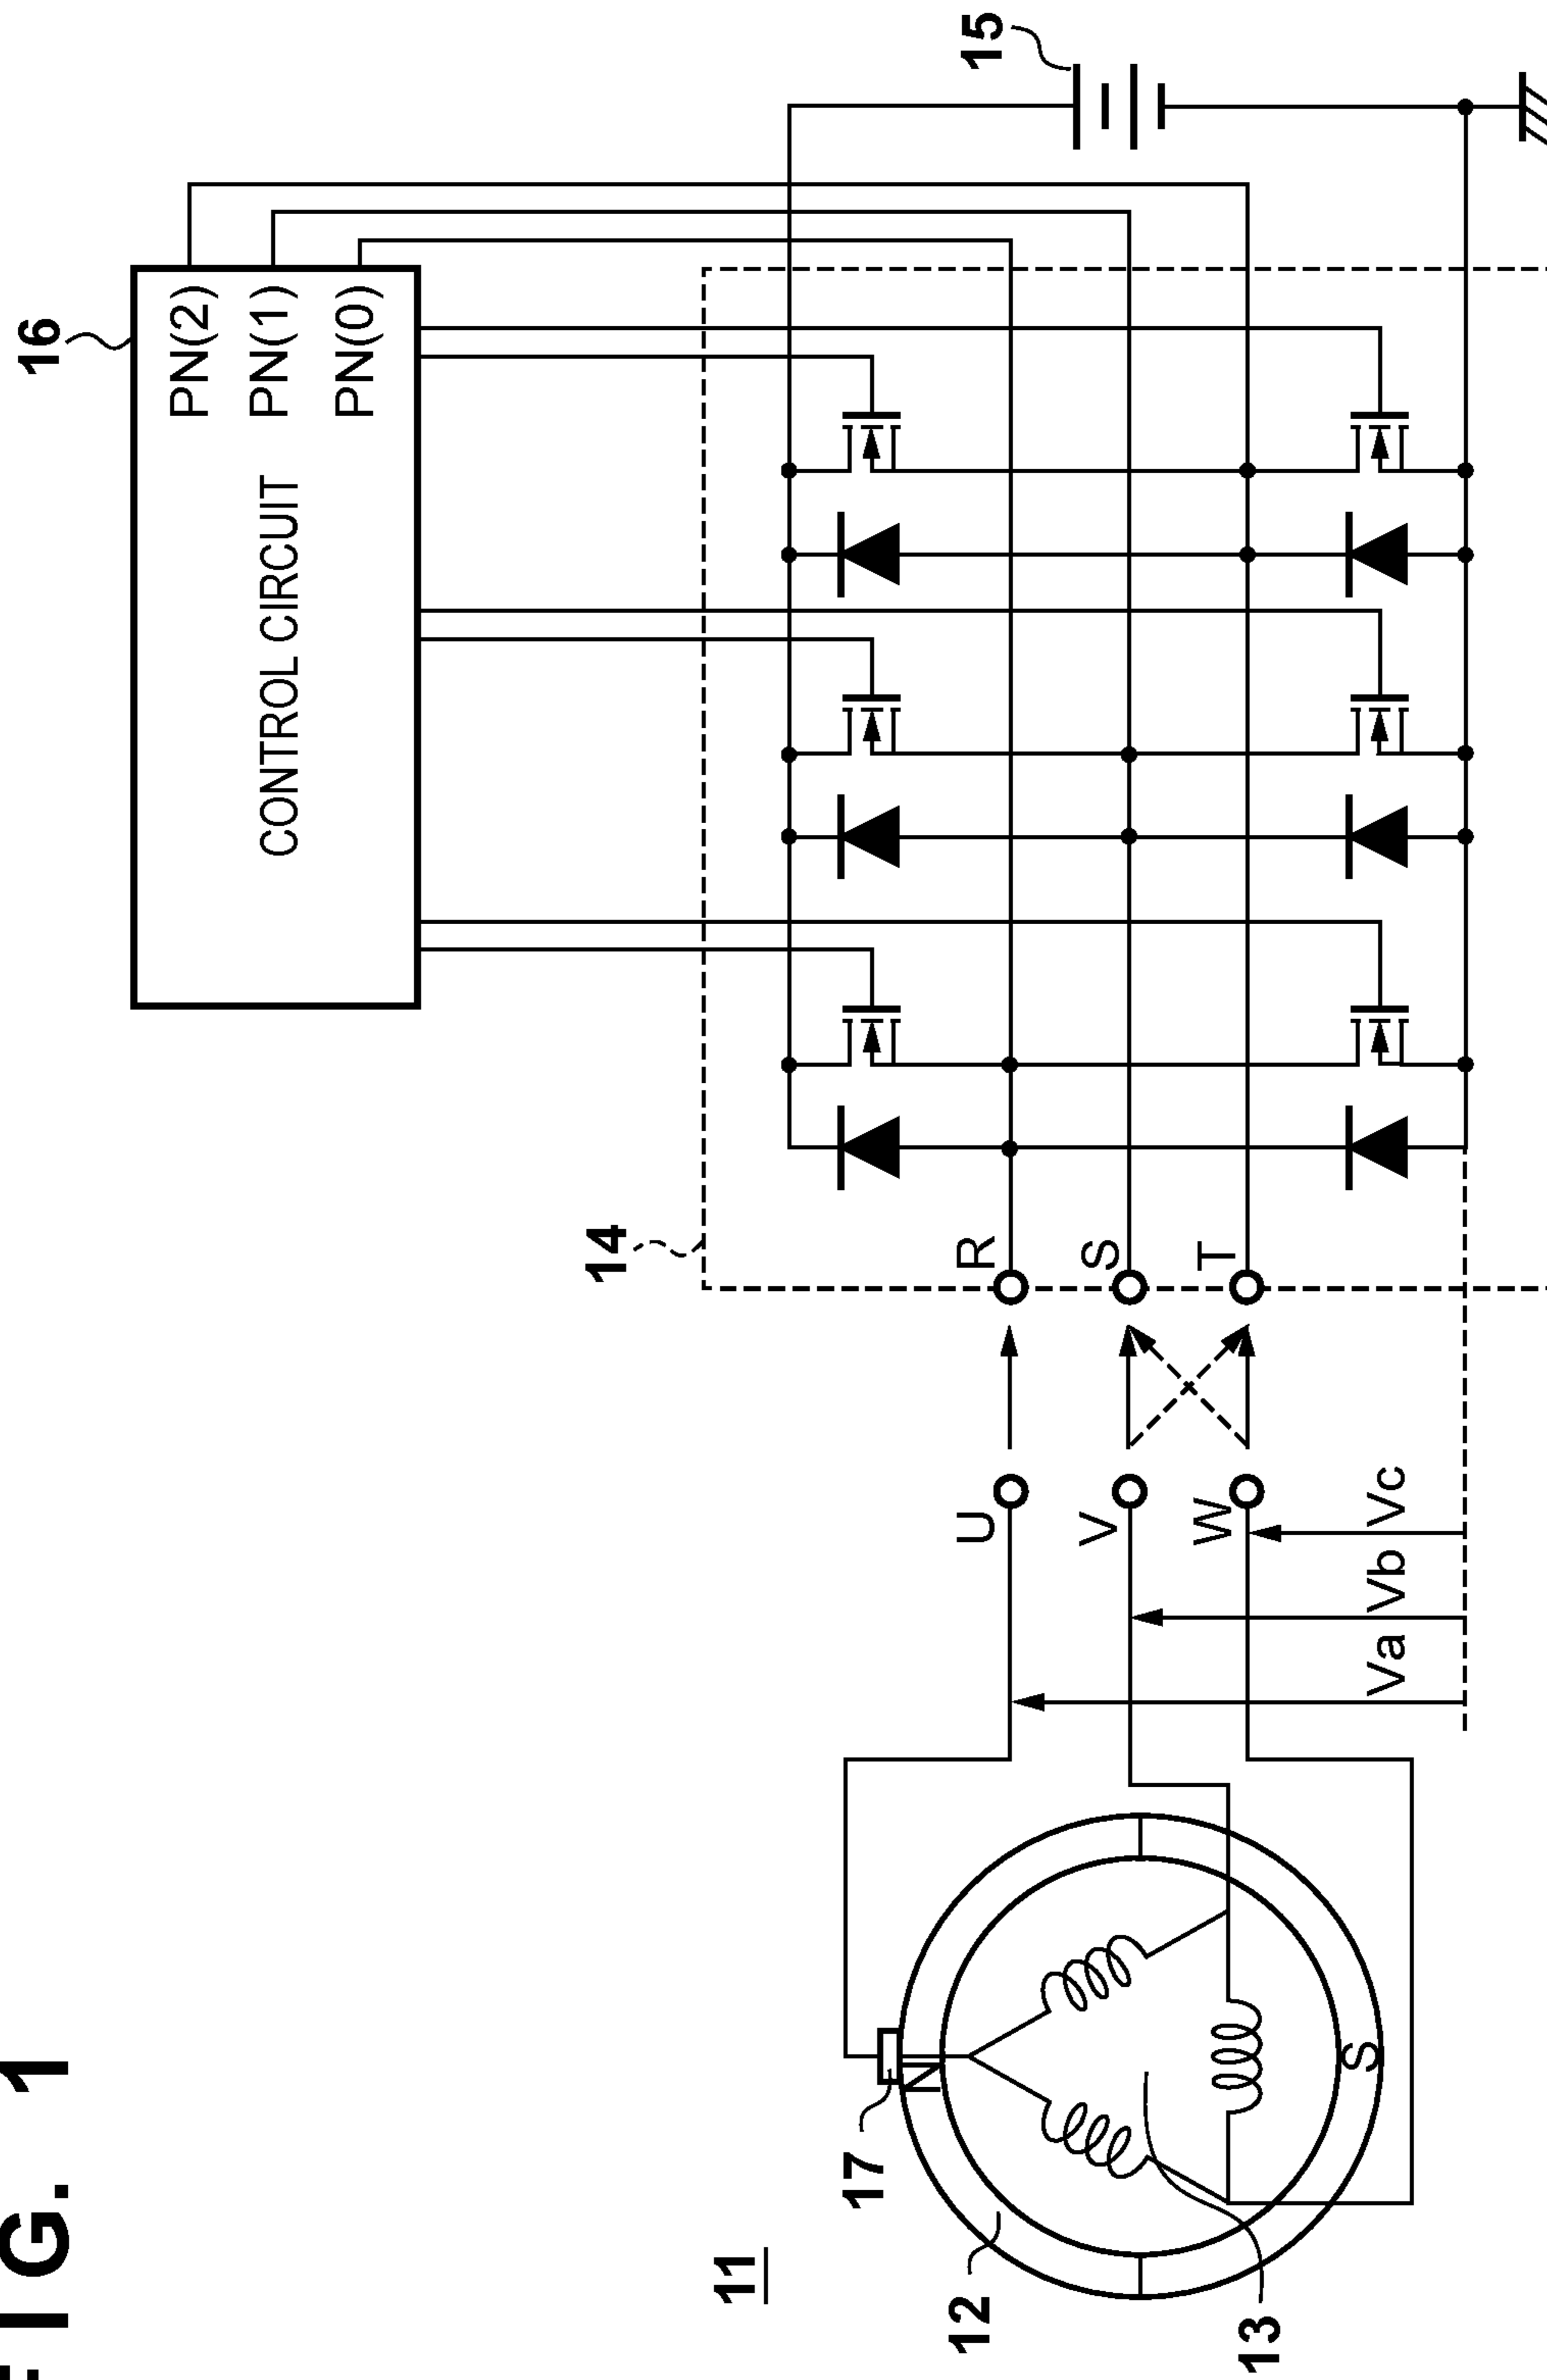 FIG. 1
16
CONTROL CIRCUIT
PN(2)
PN(1)
PN(0)
14
15
R
S
T
U
V
W
Va
Vb
Vc
11
17
N
12
S
13